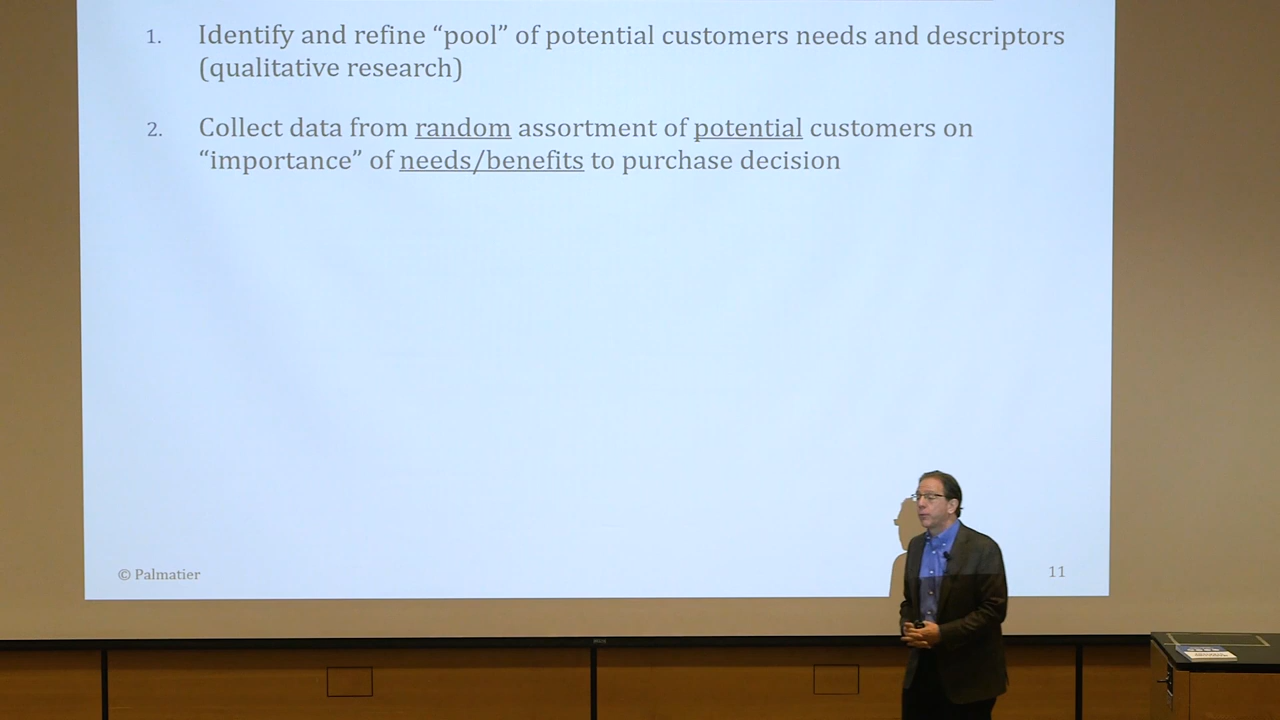 1. Identify and refine “pool” of potential customers needs and descriptors
(qualitative research)
2. Collect data from random assortment of potential customers on
“importance” of needs/benefits to purchase decision
© Palmatier
11